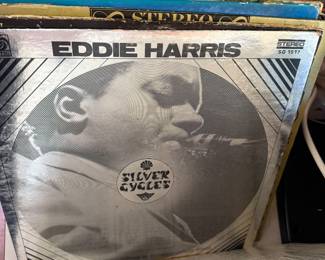 STEREO
EDDIE HARRIS
STEREO
SD 1517
SILVER
CYCLES